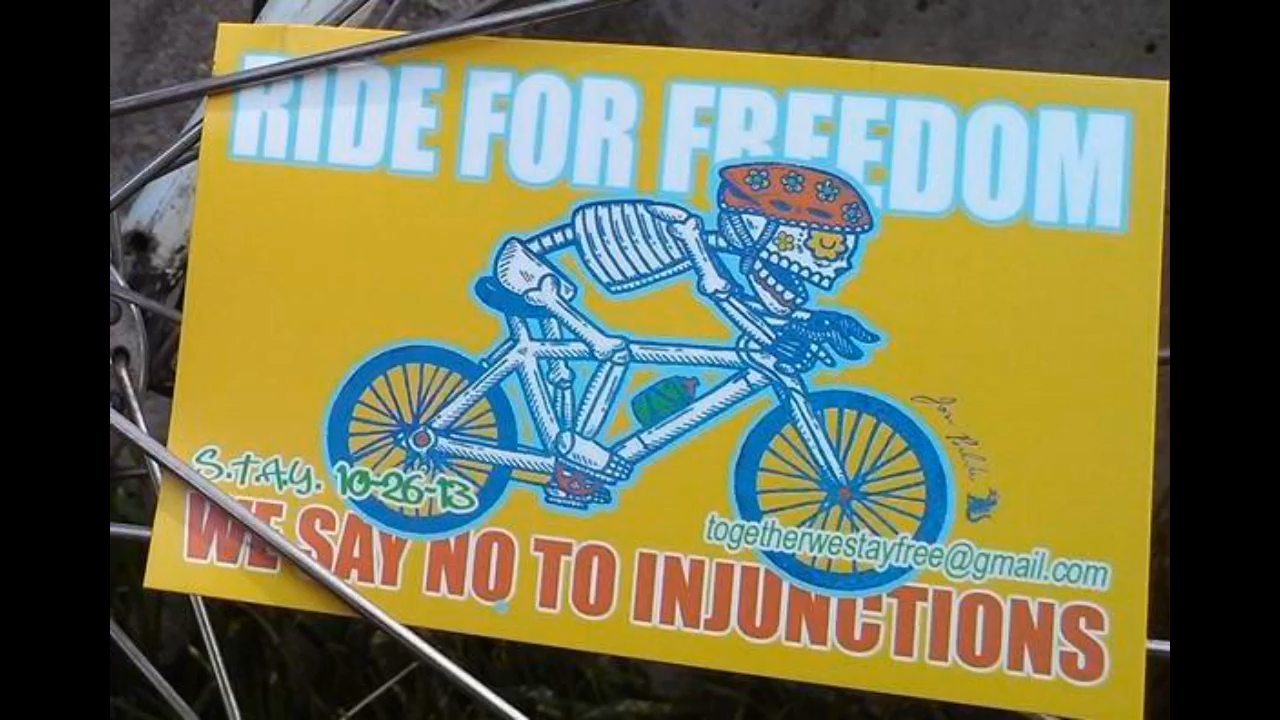 RIDE FOR FREEDOM
S.T.A.Y. 10-26-13
togetherwestayfree@gmail.com
WE SAY NO TO INJUNCTIONS